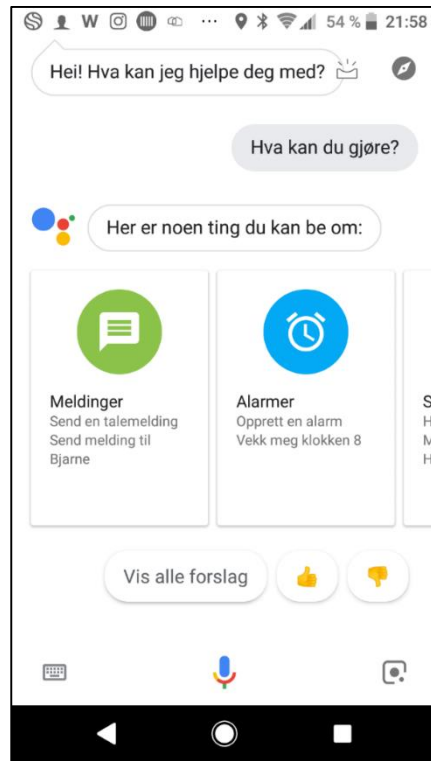 W 54 % 21:58
Hei! Hva kan jeg hjelpe deg med?
Hva kan du gjøre?
Her er noen ting du kan be om:
Meldinger
Send en talemelding
Send melding til
Bjarne
Alarmer
Opprett en alarm
Vekk meg klokken 8
S
H
M
H
Vis alle forslag